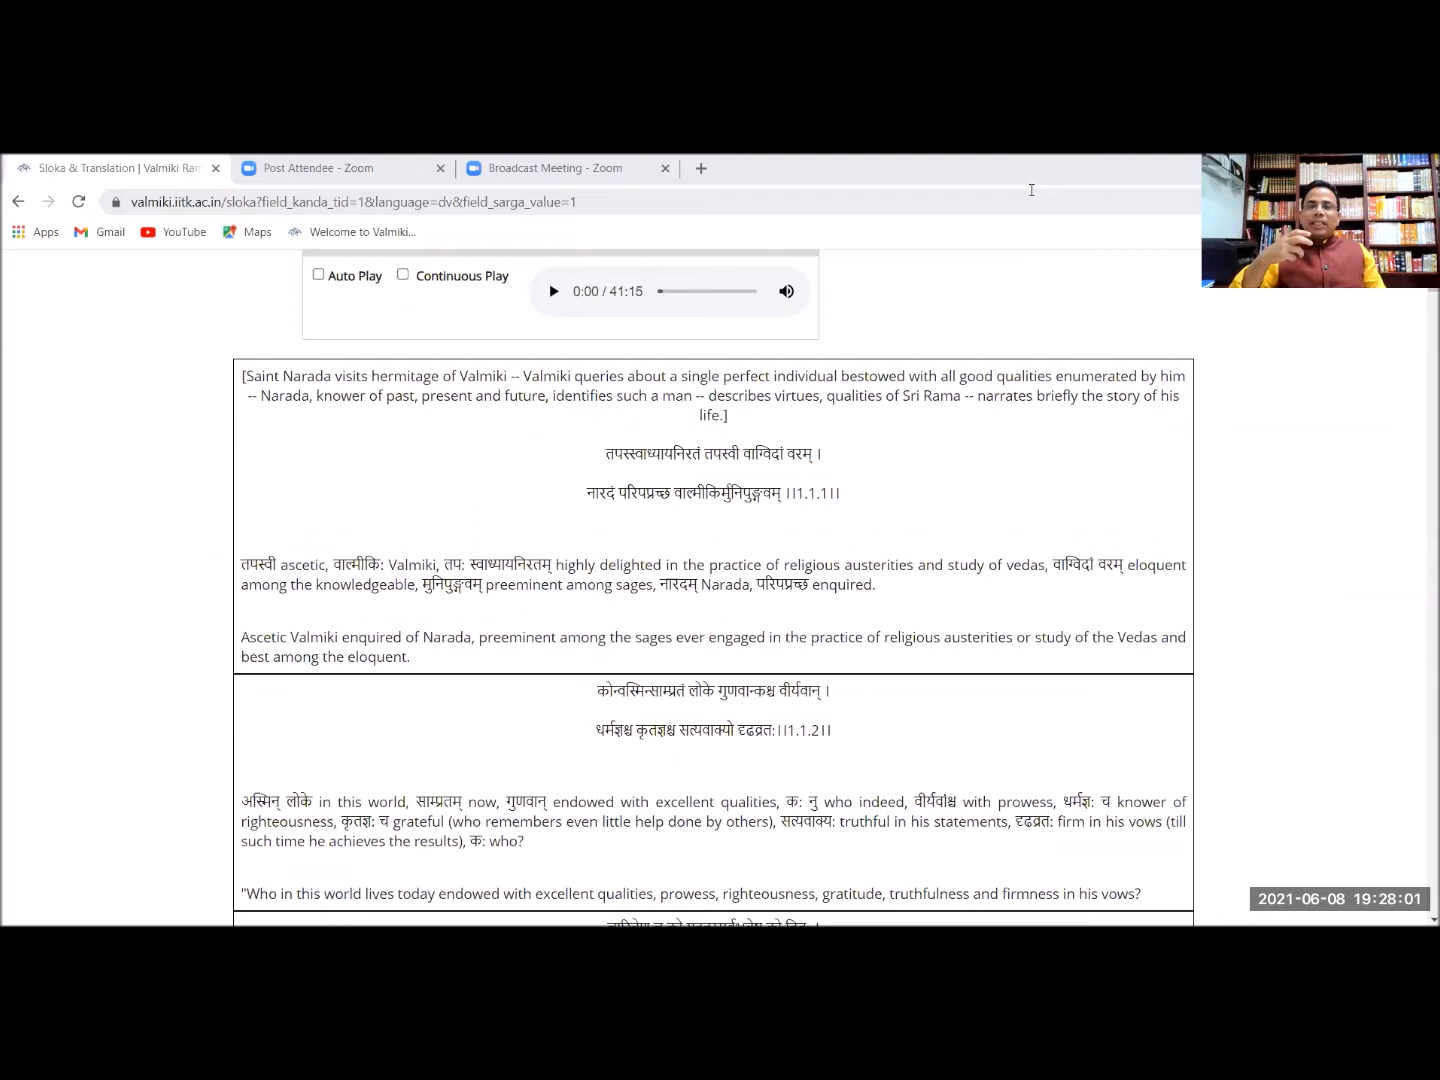 Sloka & Translation | Valmiki Ram
Post Attendee - Zoom
Broadcast Meeting - Zoom
valmiki.iitk.ac.in/sloka?field_kanda_tid=1&language=dv&field_sarga_value=1
Apps Gmail YouTube Maps Welcome to Valmiki...
Auto Play Continuous Play 0:00 / 41:15
[Saint Narada visits hermitage of Valmiki -- Valmiki queries about a single perfect individual bestowed with all good qualities enumerated by him
-- Narada, knower of past, present and future, identifies such a man -- describes virtues, qualities of Sri Rama -- narrates briefly the story of his
life.]
तपस्स्वाध्यायनिरतं तपस्वी वाग्विदां वरम् ।
नारदं परिपप्रच्छ वाल्मीकिर्मुनिपुङ्गवम् ।।1.1.1।।
तपस्वी ascetic, वाल्मीकि: Valmiki, तप: स्वाध्यायनिरतम् highly delighted in the practice of religious austerities and study of vedas, वाग्विदां वरम् eloquent
among the knowledgeable, मुनिपुङ्गवम् preeminent among sages, नारदम् Narada, परिपप्रच्छ enquired.
Ascetic Valmiki enquired of Narada, preeminent among the sages ever engaged in the practice of religious austerities or study of the Vedas and
best among the eloquent.
कोन्वस्मिन्साम्प्रतं लोके गुणवान्कश्च वीर्यवान् ।
धर्मज्ञश्च कृतज्ञश्च सत्यवाक्यो दृढव्रत:।।1.1.2।।
अस्मिन् लोके in this world, साम्प्रतम् now, गुणवान् endowed with excellent qualities, क: नु who indeed, वीर्यवांश्च with prowess, धर्मज्ञ: च knower of
righteousness, कृतज्ञ: च grateful (who remembers even little help done by others), सत्यवाक्य: truthful in his statements, दृढव्रत: firm in his vows (till
such time he achieves the results), क: who?
"Who in this world lives today endowed with excellent qualities, prowess, righteousness, gratitude, truthfulness and firmness in his vows?
2021-06-08 19:28:01